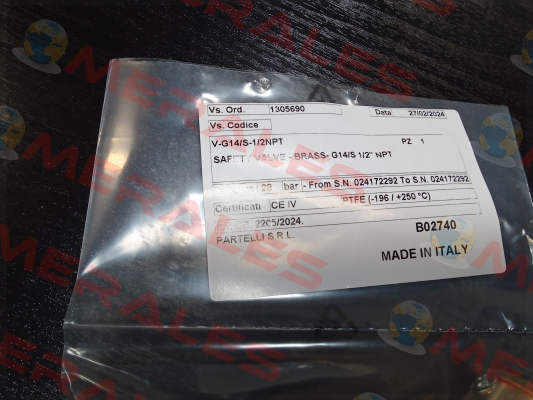 Vs. Ord. 1305690 Data: 27/02/2024
Vs. Codice
V-G14/S-1/2NPT PZ 1
SAFETY VALVE - BRASS- G14/S 1/2" NPT
28 bar - From S.N. 024172292 To S.N. 024172292
Certificati CE IV PTFE (-196 / +250 °C)
2205/2024.
PARTELLI S R L. B02740
MADE IN ITALY
MERALES